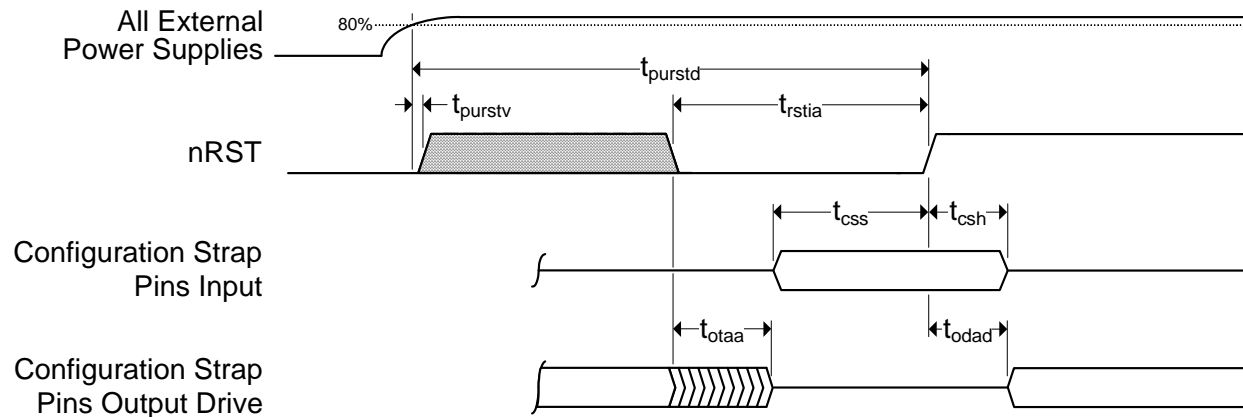 All External
Power Supplies
80%
tpurstd
tpurstv
trstia
nRST
tcss
tcsh
Configuration Strap
Pins Input
totaa
todad
Configuration Strap
Pins Output Drive